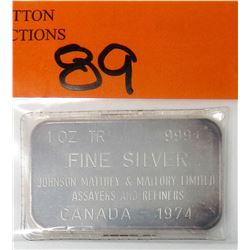 TTON
CTIONS
89
1 OZ TR 999+
FINE SILVER
JOHNSON MATTHEY & MALLORY LIMITED
ASSAYERS AND REFINERS
CANADA - 1974